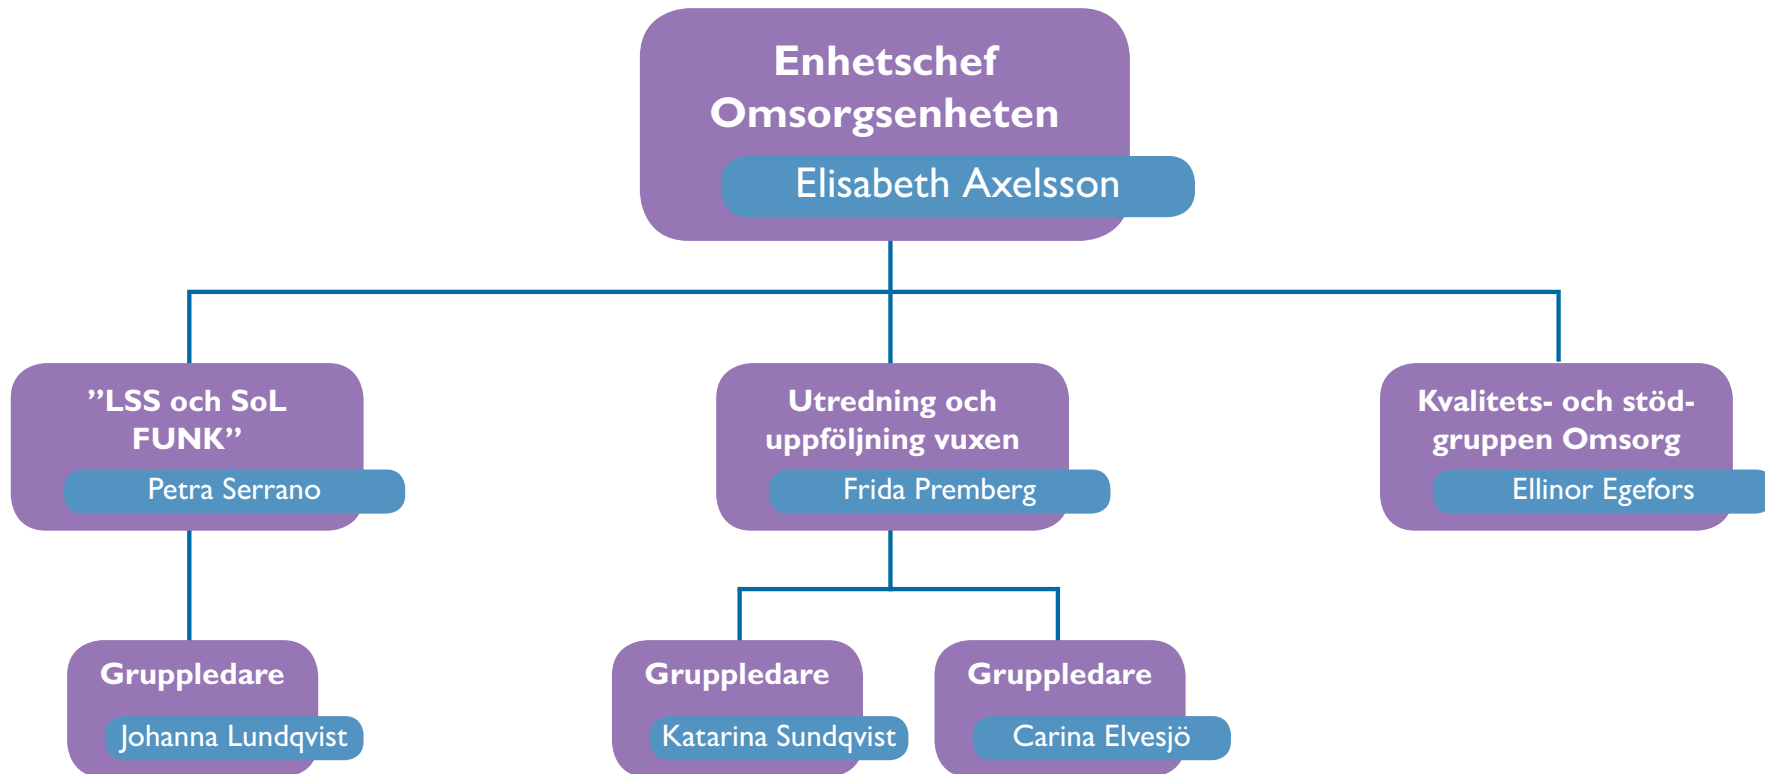 Enhetschef
Omsorgsenheten
Elisabeth Axelsson
”LSS och SoL
FUNK”
Petra Serrano
Utredning och
uppföljning vuxen
Frida Premberg
Kvalitets- och stöd-
gruppen Omsorg
Ellinor Egefors
Gruppledare
Johanna Lundqvist
Gruppledare
Katarina Sundqvist
Gruppledare
Carina Elvesjö